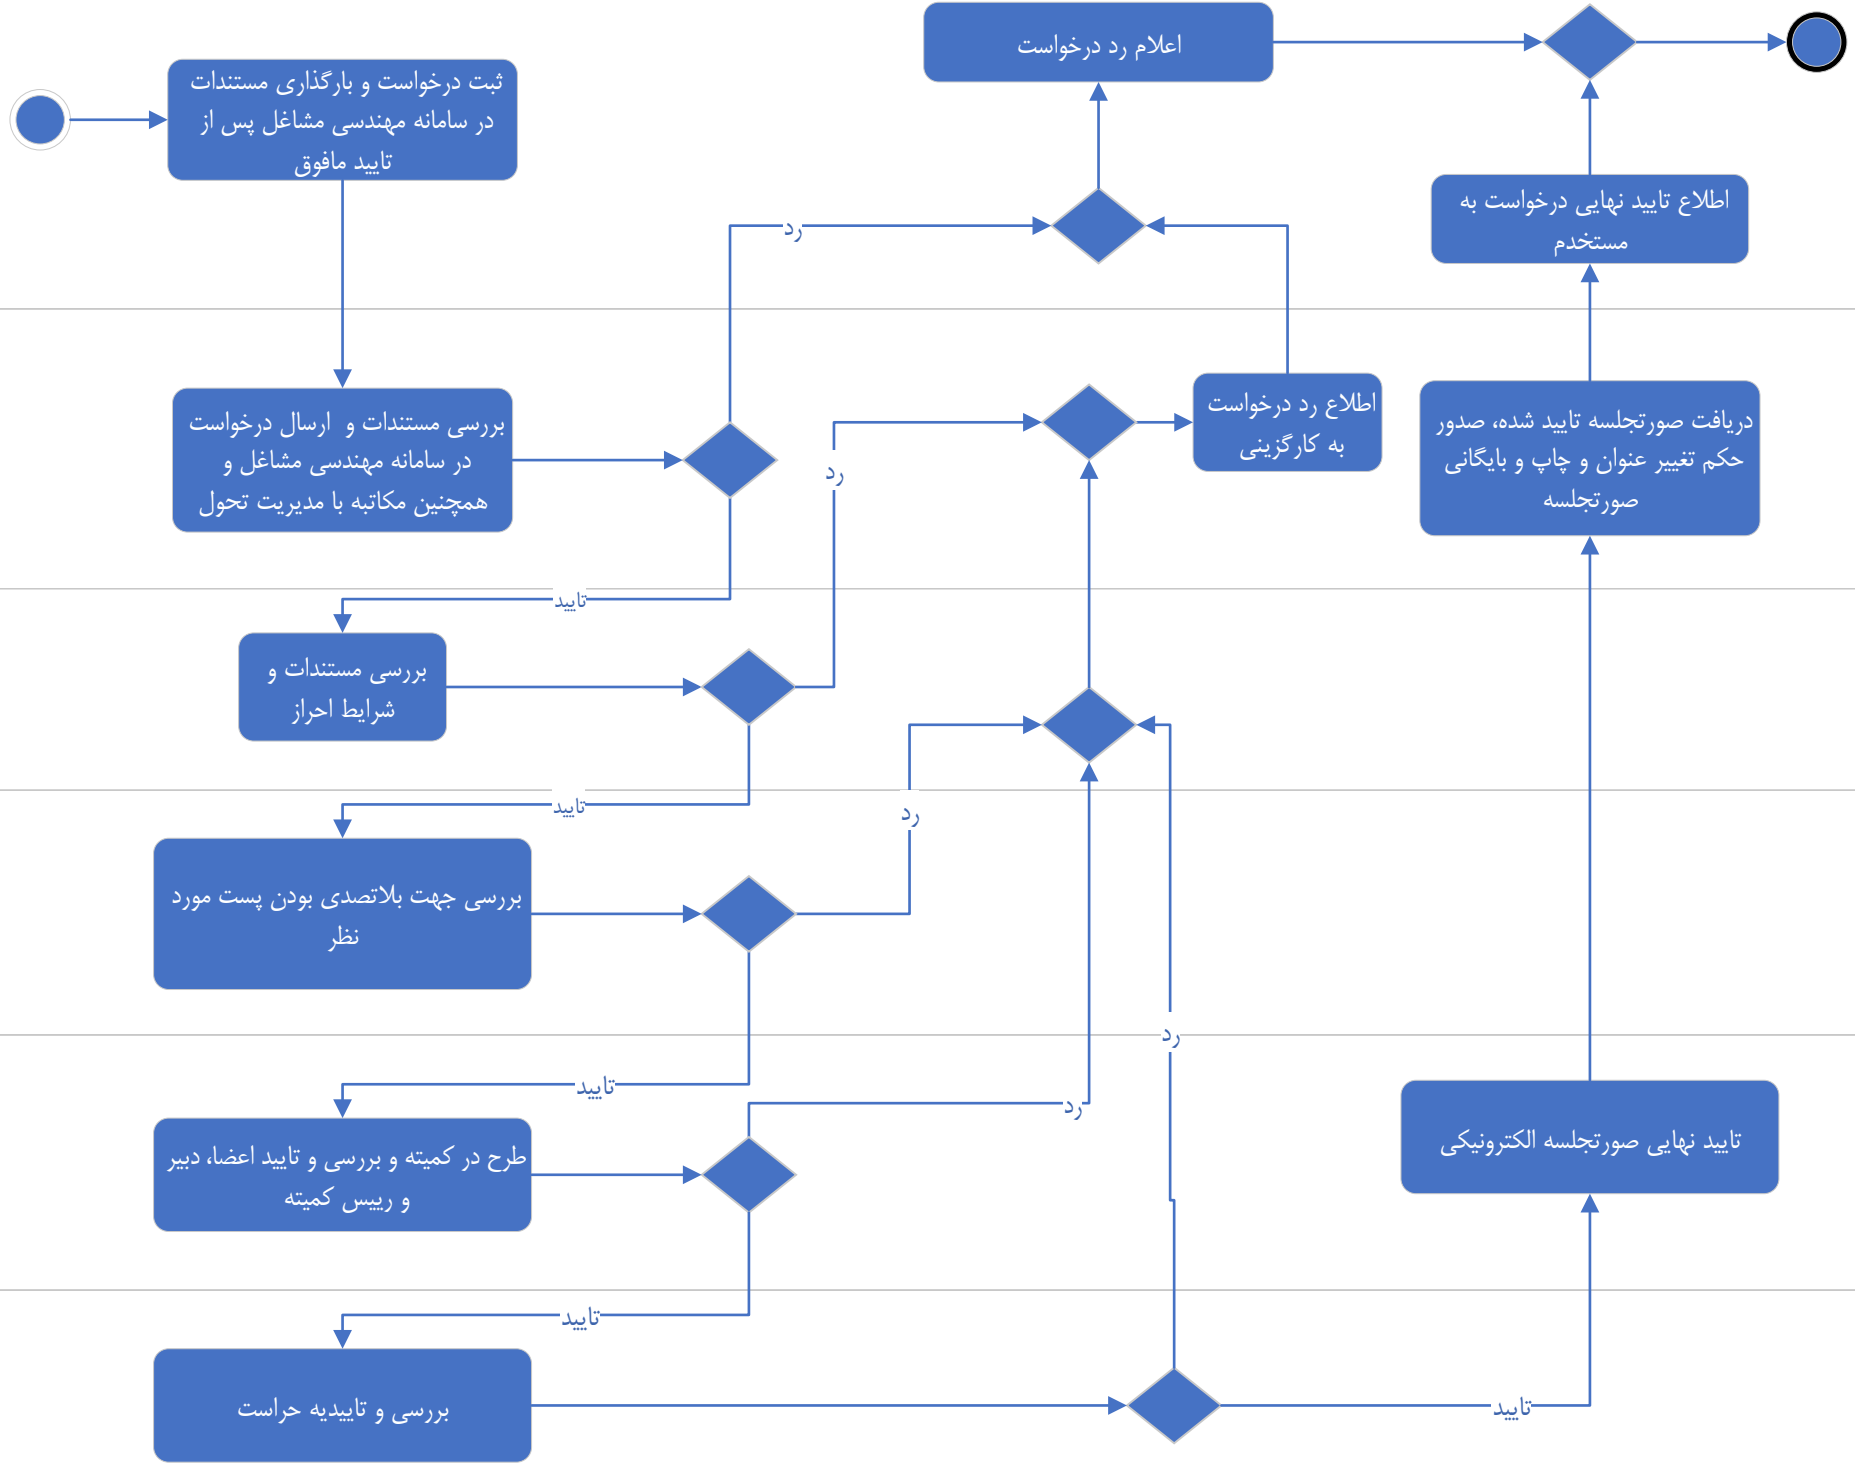 اعلام رد درخواست
ثبت درخواست و بارگذاری مستندات
در سامانه مهندسی مشاغل پس از
تایید مافوق
اطلاع تایید نهایی درخواست به
مستخدم
رد
اطلاع رد درخواست
به کارگزینی
بررسی مستندات و ارسال درخواست
در سامانه مهندسی مشاغل و
همچنین مکاتبه با مدیریت تحول
دریافت صورتجلسه تایید شده، صدور
حکم تغییر عنوان و چاپ و بایگانی
صورتجلسه
رد
تایید
بررسی مستندات و
شرایط احراز
تایید
رد
بررسی جهت بلاتصدی بودن پست مورد
نظر
رد
تایید
رد
تایید نهایی صورتجلسه الکترونیکی
طرح در کمیته و بررسی و تایید اعضا، دبیر
و رییس کمیته
تایید
بررسی و تاییدیه حراست
تایید